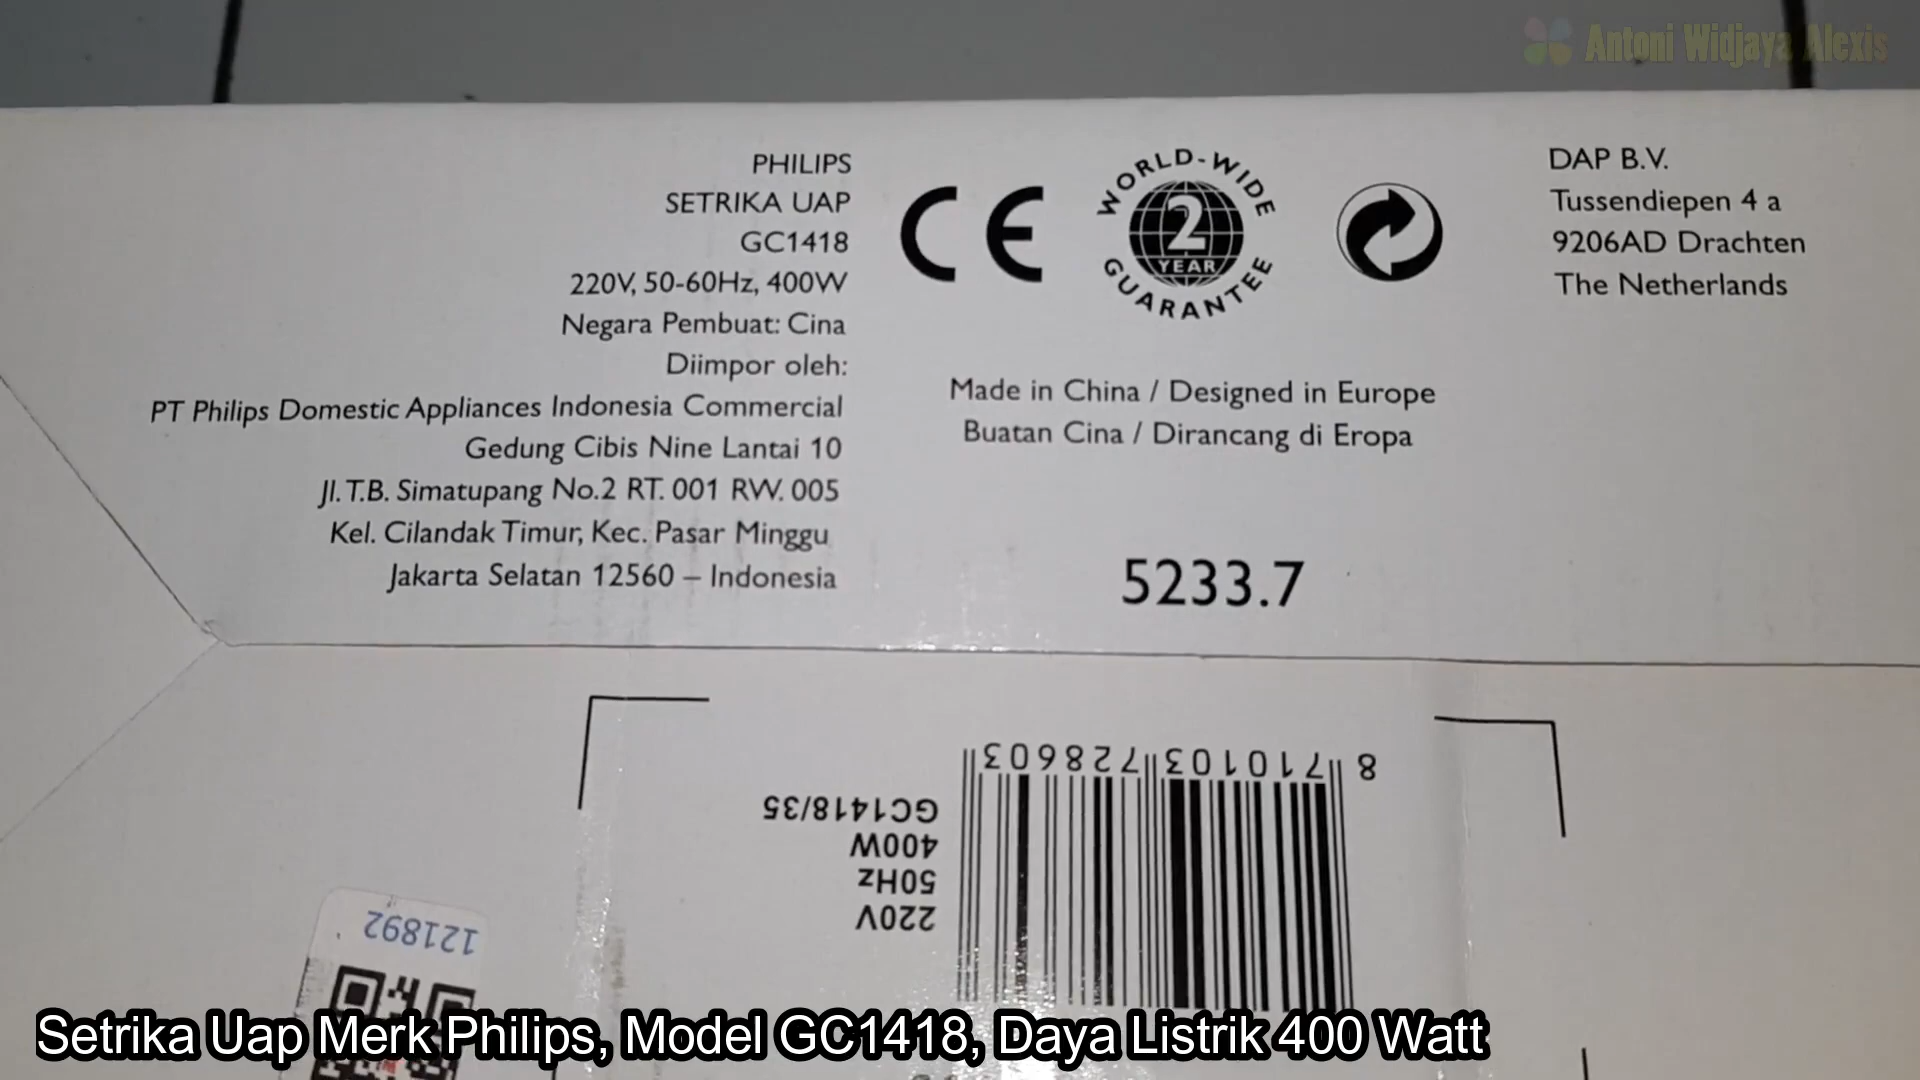 Antoni Widjaya Alexis
PHILIPS
SETRIKA UAP
GC1418
220V, 50-60Hz, 400W
Negara Pembuat: Cina
Diimpor oleh:
PT Philips Domestic Appliances Indonesia Commercial
Gedung Cibis Nine Lantai 10
Jl. T.B. Simatupang No.2 RT. 001 RW. 005
Kel. Cilandak Timur, Kec. Pasar Minggu
Jakarta Selatan 12560 – Indonesia
CE
WORLD-WIDE
2
YEAR
GUARANTEE
Made in China / Designed in Europe
Buatan Cina / Dirancang di Eropa
5233.7
DAP B.V.
Tussendiepen 4 a
9206AD Drachten
The Netherlands
8 710103 728603
220V
50Hz
400W
GC1418/35
121892
Setrika Uap Merk Philips, Model GC1418, Daya Listrik 400 Watt